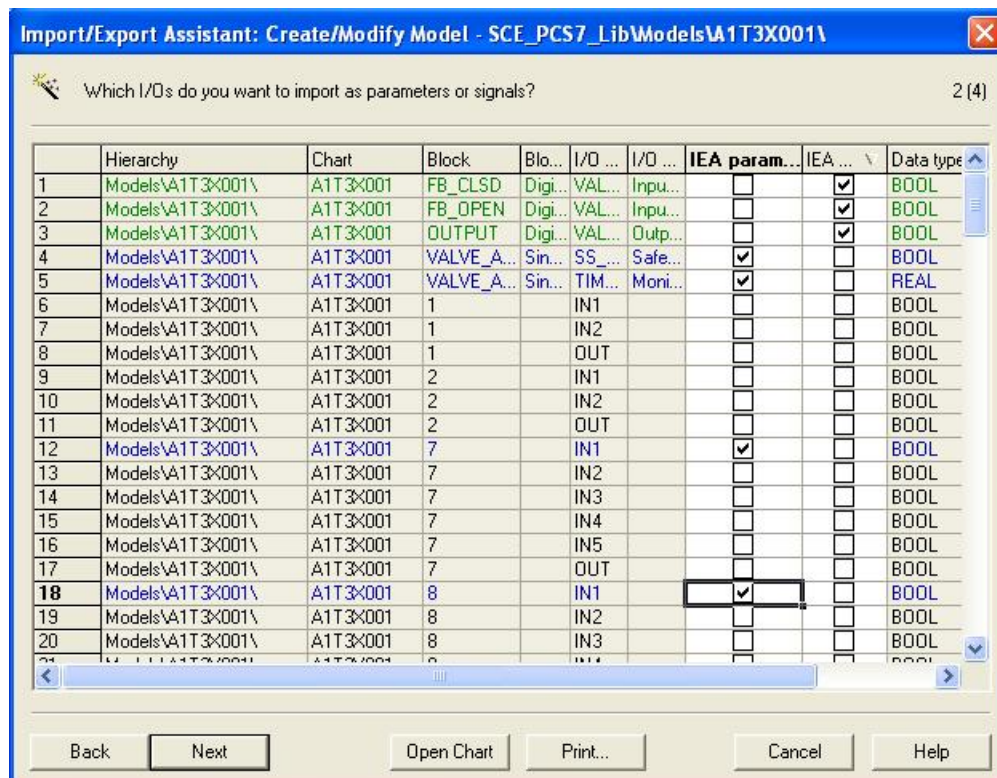 Import/Export Assistant: Create/Modify Model - SCE_PCS7_Lib\Models\A1T3X001\
Which I/Os do you want to import as parameters or signals? 2 (4)
Hierarchy Chart Block Blo... I/O ... I/O ... IEA param... IEA ... Data type
1 Models\A1T3X001\ A1T3X001 FB_CLSD Digi... VAL... Inpu... BOOL
2 Models\A1T3X001\ A1T3X001 FB_OPEN Digi... VAL... Inpu... BOOL
3 Models\A1T3X001\ A1T3X001 OUTPUT Digi... VAL... Outp... BOOL
4 Models\A1T3X001\ A1T3X001 VALVE_A... Sin... SS_... Safe... BOOL
5 Models\A1T3X001\ A1T3X001 VALVE_A... Sin... TIM... Moni... REAL
6 Models\A1T3X001\ A1T3X001 1 IN1 BOOL
7 Models\A1T3X001\ A1T3X001 1 IN2 BOOL
8 Models\A1T3X001\ A1T3X001 1 OUT BOOL
9 Models\A1T3X001\ A1T3X001 2 IN1 BOOL
10 Models\A1T3X001\ A1T3X001 2 IN2 BOOL
11 Models\A1T3X001\ A1T3X001 2 OUT BOOL
12 Models\A1T3X001\ A1T3X001 7 IN1 BOOL
13 Models\A1T3X001\ A1T3X001 7 IN2 BOOL
14 Models\A1T3X001\ A1T3X001 7 IN3 BOOL
15 Models\A1T3X001\ A1T3X001 7 IN4 BOOL
16 Models\A1T3X001\ A1T3X001 7 IN5 BOOL
17 Models\A1T3X001\ A1T3X001 7 OUT BOOL
18 Models\A1T3X001\ A1T3X001 8 IN1 BOOL
19 Models\A1T3X001\ A1T3X001 8 IN2 BOOL
20 Models\A1T3X001\ A1T3X001 8 IN3 BOOL
Back Next Open Chart Print... Cancel Help